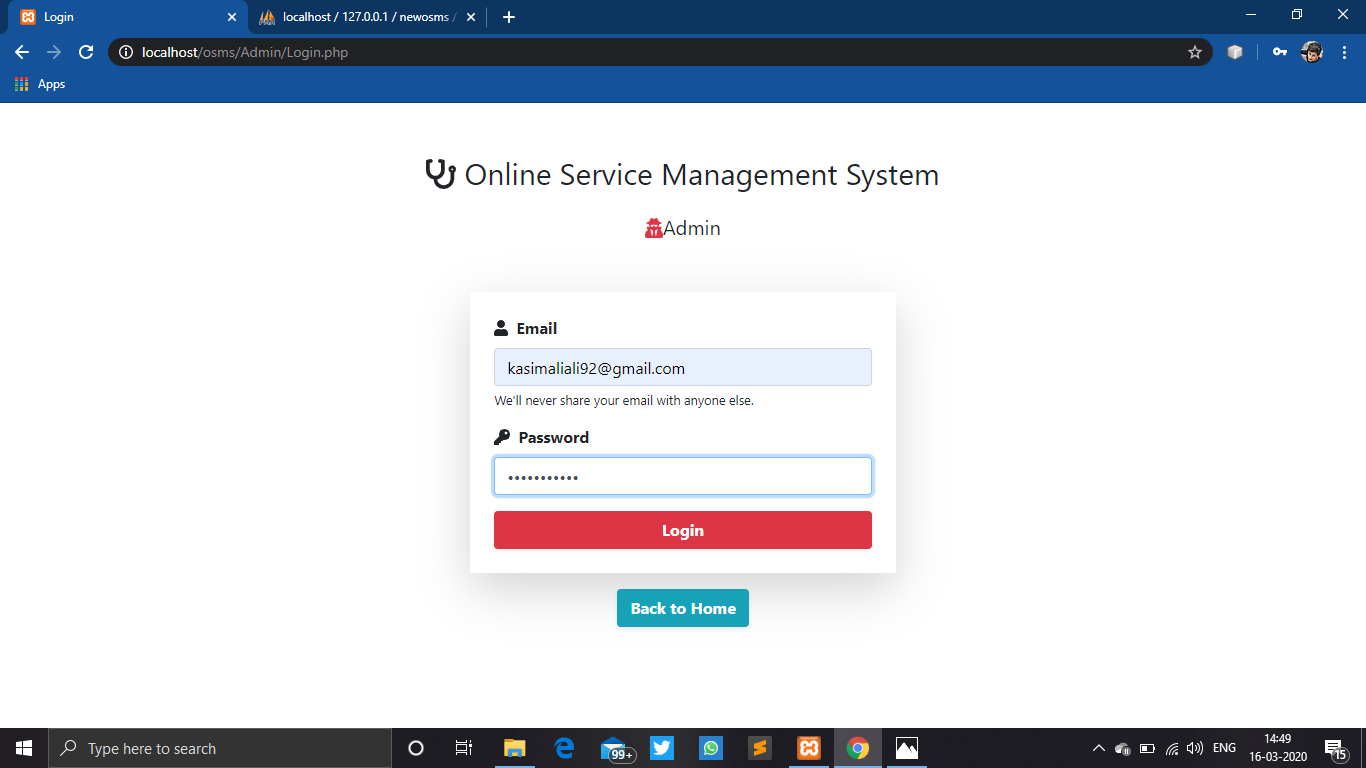 Login
localhost / 127.0.0.1 / newosms /
localhost/osms/Admin/Login.php
Apps
Online Service Management System
Admin
Email
kasimaliali92@gmail.com
We'll never share your email with anyone else.
Password
•••••••••••
Login
Back to Home
Type here to search
99+
ENG
14:49
16-03-2020
15